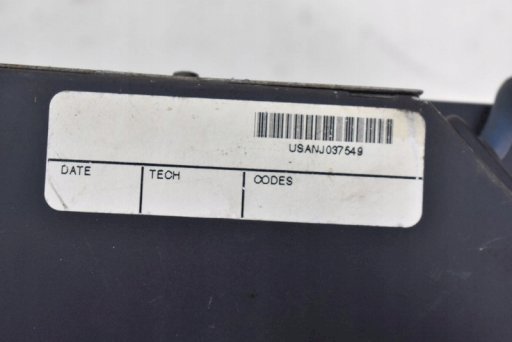 USANJ037549
DATE
TECH
CODES